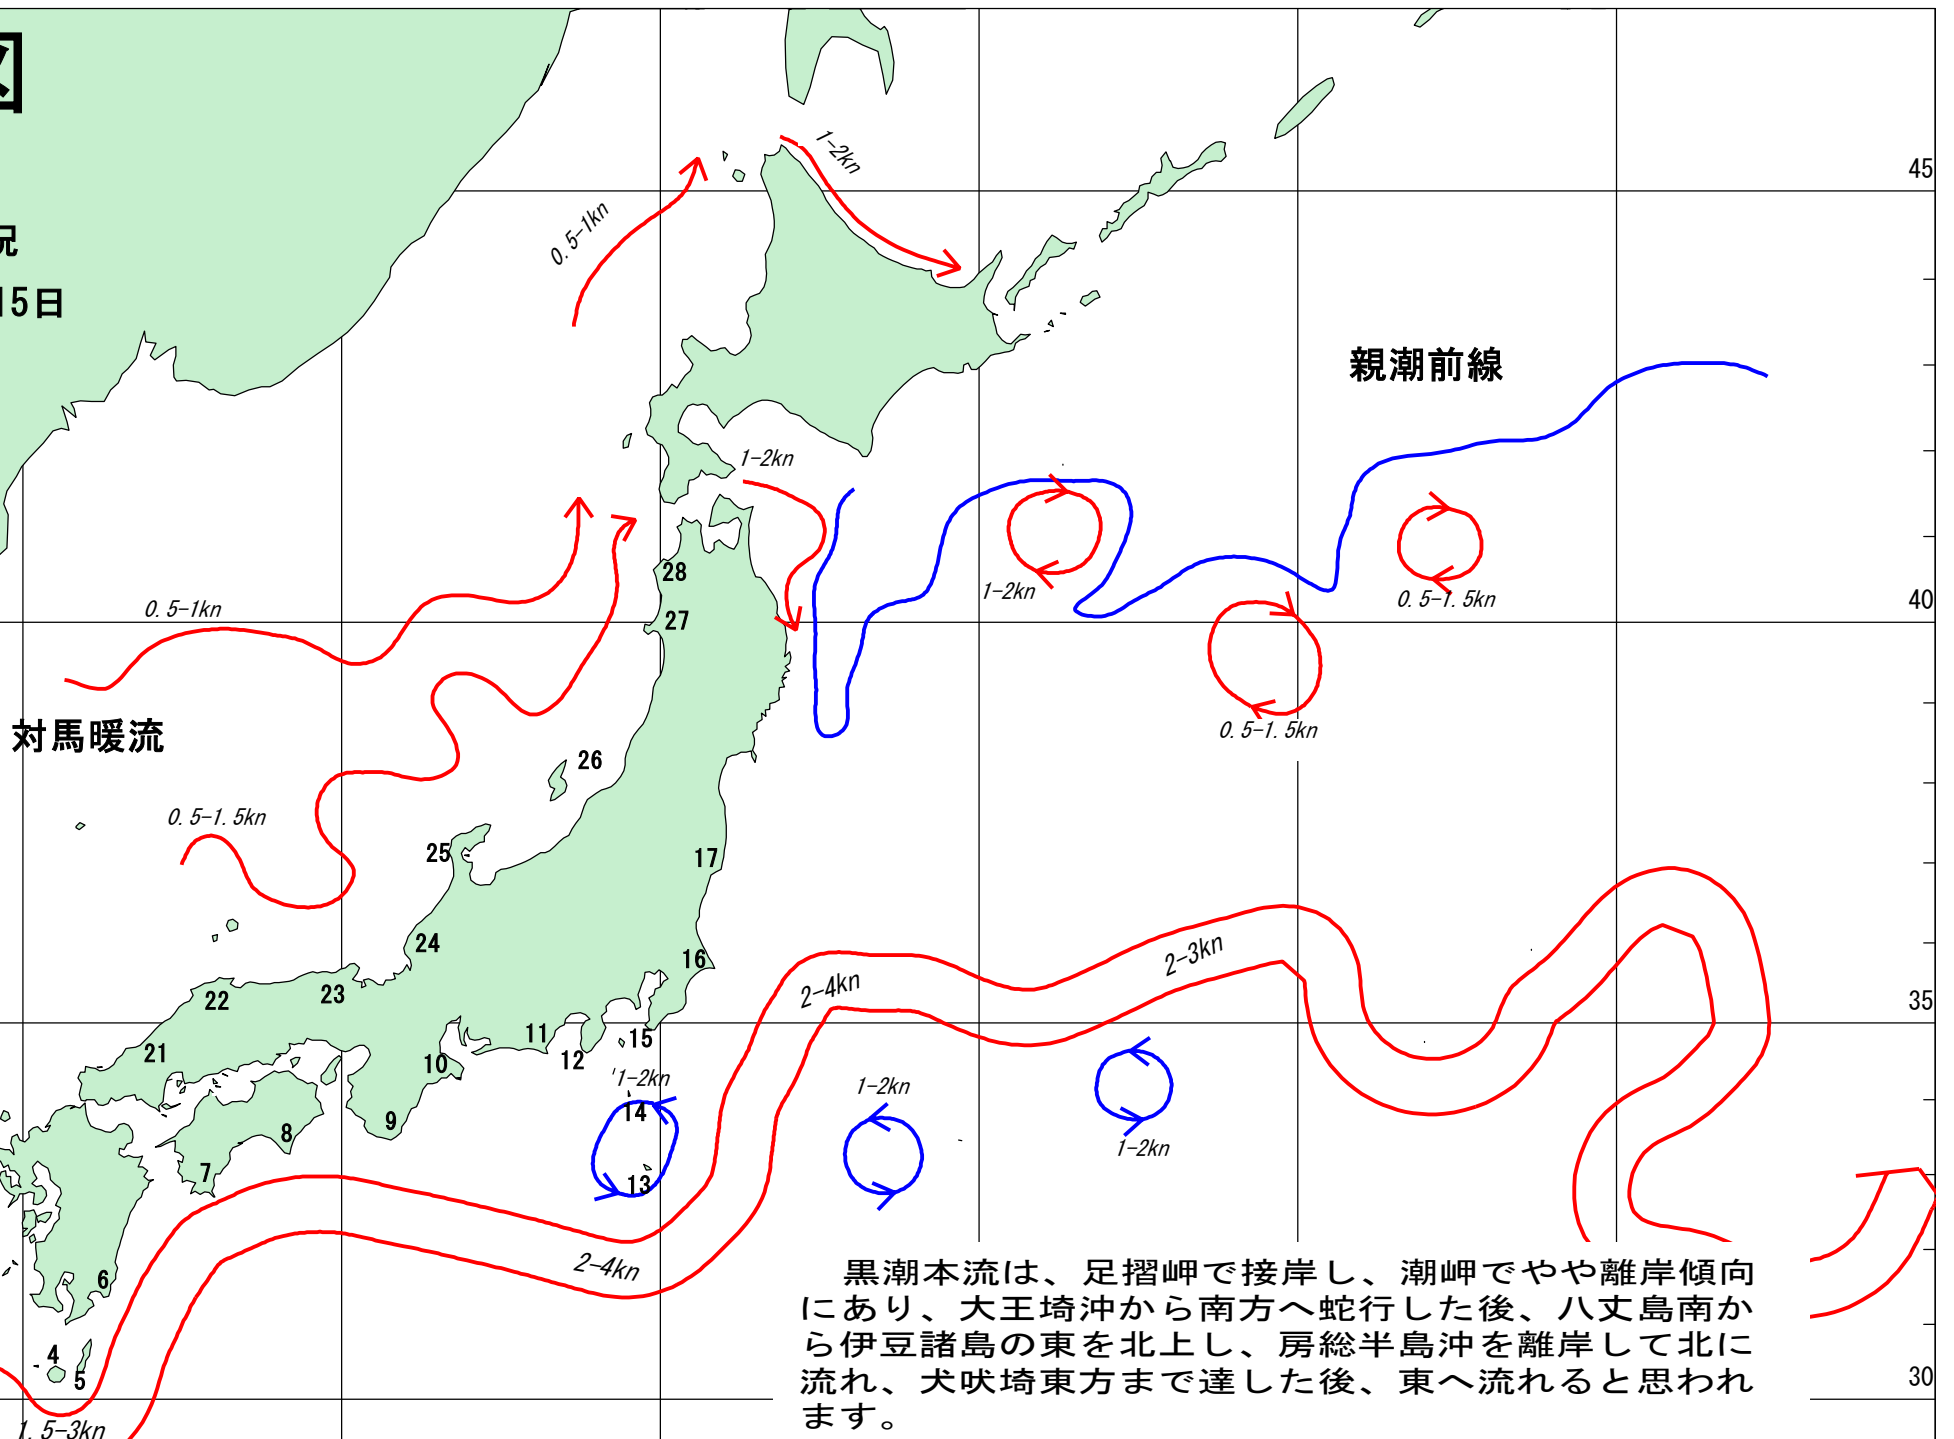 図
況
15日
1-2kn
45
0.5-1kn
親潮前線
1-2kn
28
0.5-1kn
27
1-2kn
0.5-1.5kn
40
対馬暖流
26
0.5-1.5kn
0.5-1.5kn
25
17
24
16
2-3kn
2-4kn
22
23
35
21
11
15
10
12
1-2kn
1-2kn
14
9
8
1-2kn
7
13
2-4kn
6
黒潮本流は、足摺岬で接岸し、潮岬でやや離岸傾向
にあり、大王埼沖から南方へ蛇行した後、八丈島南か
ら伊豆諸島の東を北上し、房総半島沖を離岸して北に
流れ、犬吠埼東方まで達した後、東へ流れると思われ
ます。
4
5
30
1.5-3kn